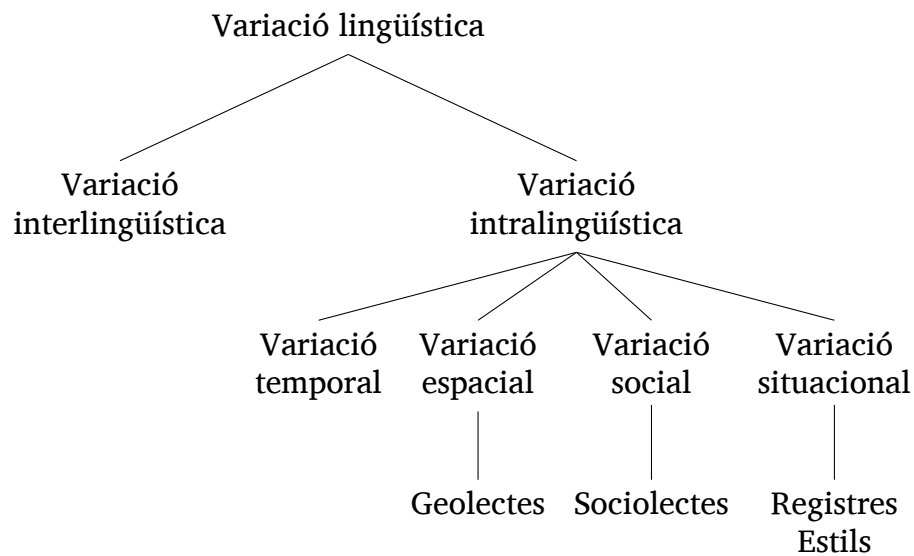 Variació lingüística
Variació
interlingüística
Variació
intralingüística
Variació
temporal
Variació
espacial
Variació
social
Variació
situacional
Geolectes
Sociolectes
Registres
Estils